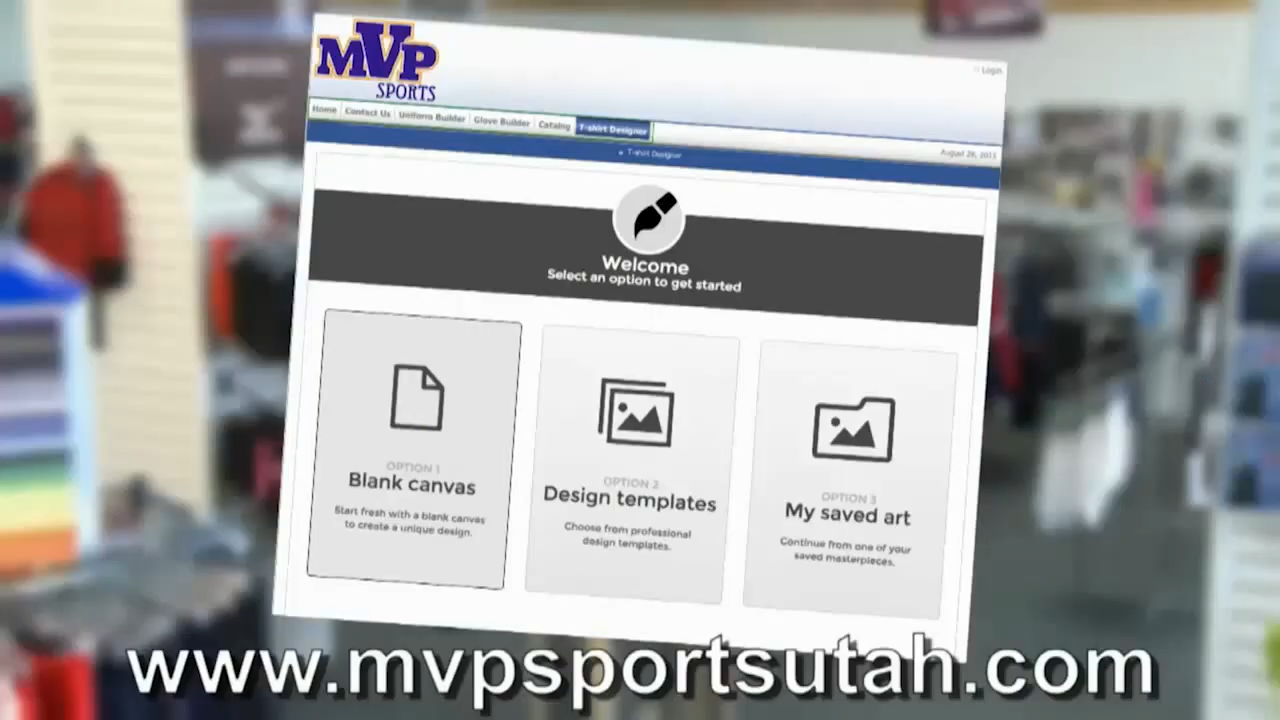 MVP
SPORTS
Login
Home Contact Us Uniform Builder Glove Builder Catalog T-shirt Designer
T-shirt Designer
Welcome
Select an option to get started
OPTION 1
Blank canvas
Start fresh with a blank canvas
to create a unique design.
OPTION 2
Design templates
Choose from professional
design templates.
OPTION 3
My saved art
Continue from one of your
saved masterpieces.
www.mvpsportsutah.com